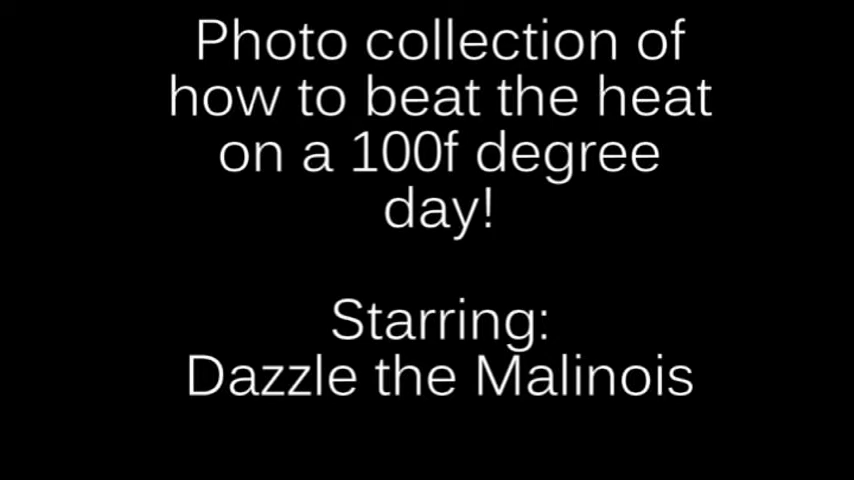 Photo collection of
how to beat the heat
on a 100f degree
day!
Starring:
Dazzle the Malinois